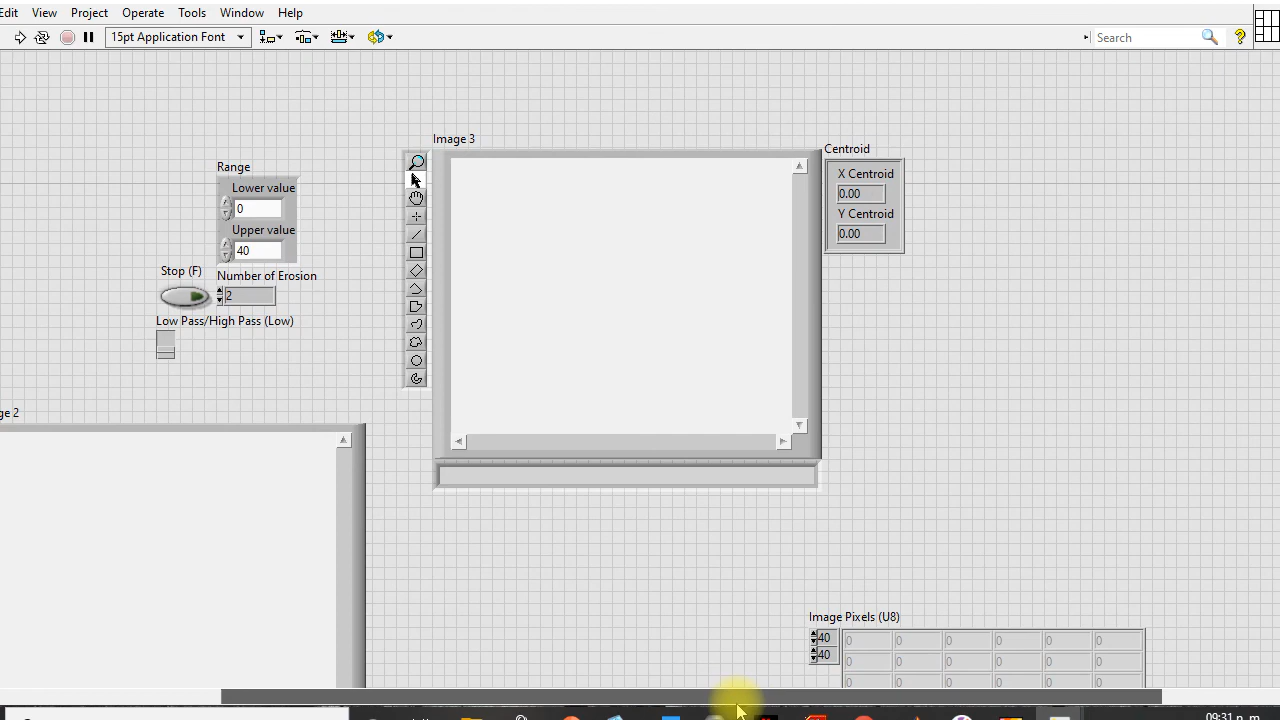 Edit View Project Operate Tools Window Help
15pt Application Font
Search
?
Image 3
Centroid
X Centroid
0.00
Y Centroid
0.00
Range
Lower value
0
Upper value
40
Stop (F)
Number of Erosion
2
Low Pass/High Pass (Low)
ge 2
Image Pixels (U8)
40
40
0 0 0 0 0 0
0 0 0 0 0 0
0 0 0 0 0 0
09:31 p. m.